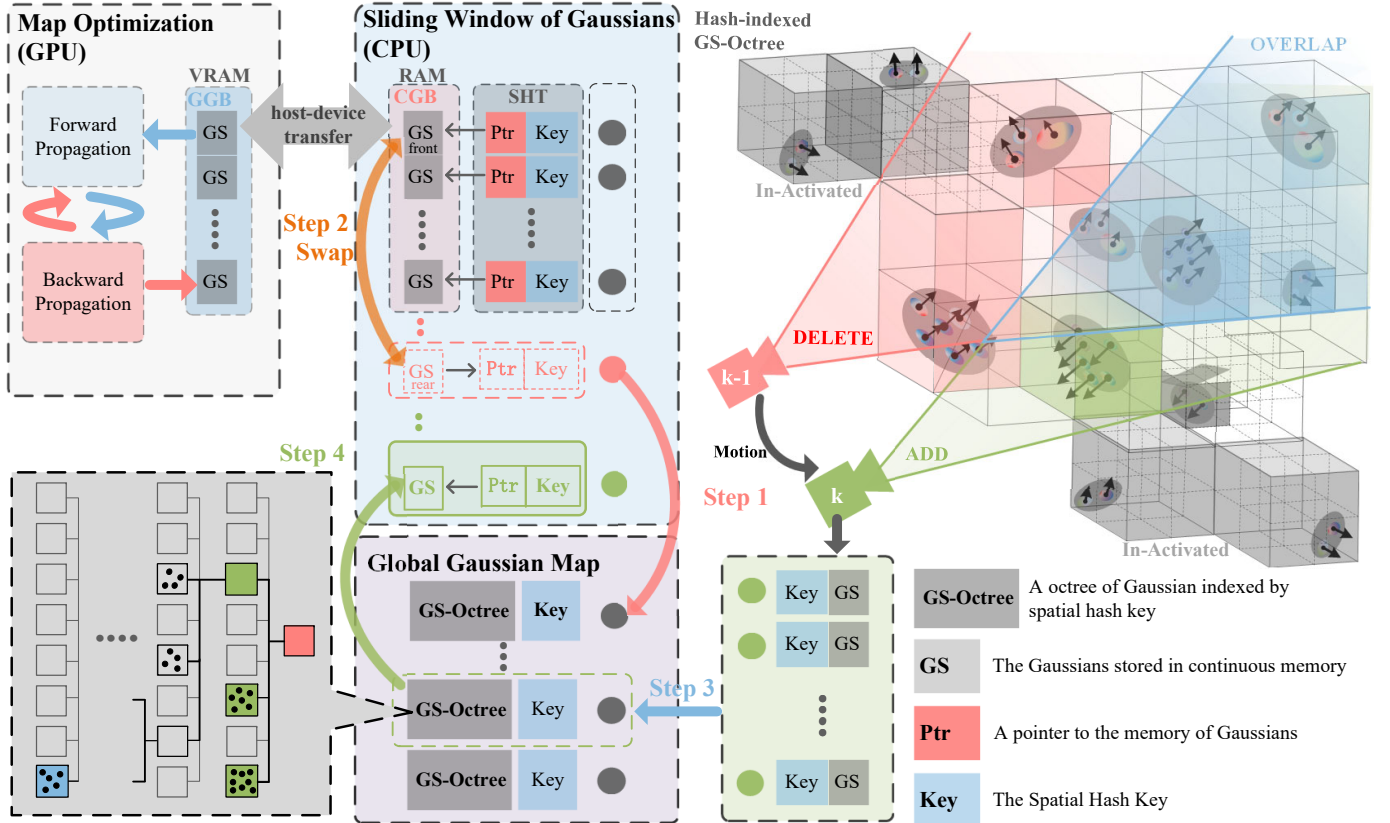 Map Optimization
(GPU)
VRAM
GGB
GS
GS
GS
Forward
Propagation
Backward
Propagation
host-device
transfer
Sliding Window of Gaussians
(CPU)
RAM
CGB
SHT
GS
front
Ptr
Key
GS
Ptr
Key
GS
Ptr
Key
Step 2
Swap
GS
rear
Ptr
Key
Step 4
GS
Ptr
Key
Global Gaussian Map
GS-Octree
Key
GS-Octree
Key
GS-Octree
Key
Step 3
Hash-indexed
GS-Octree
OVERLAP
In-Activated
DELETE
k-1
Motion
ADD
Step 1
k
In-Activated
Key
GS
Key
GS
Key
GS
GS-Octree
A octree of Gaussian indexed by
spatial hash key
GS
The Gaussians stored in continuous memory
Ptr
A pointer to the memory of Gaussians
Key
The Spatial Hash Key